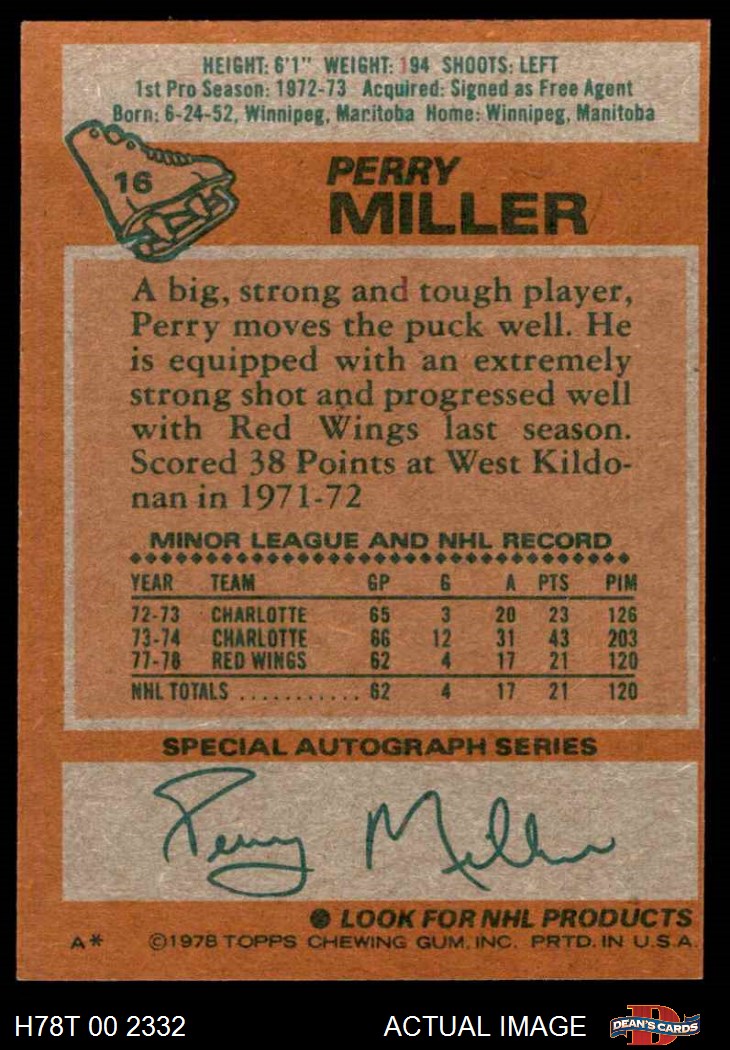 HEIGHT: 6'1" WEIGHT: 194 SHOOTS: LEFT
1st Pro Season: 1972-73 Acquired: Signed as Free Agent
Born: 6-24-52, Winnipeg, Manitoba Home: Winnipeg, Manitoba
16
PERRY
MILLER
A big, strong and tough player,
Perry moves the puck well. He
is equipped with an extremely
strong shot and progressed well
with Red Wings last season.
Scored 38 Points at West Kildo-
nan in 1971-72
MINOR LEAGUE AND NHL RECORD
YEAR TEAM GP G A PTS PIM
72-73 CHARLOTTE 65 3 20 23 126
73-74 CHARLOTTE 66 12 31 43 203
77-78 RED WINGS 62 4 17 21 120
NHL TOTALS ............ 62 4 17 21 120
SPECIAL AUTOGRAPH SERIES
Perry Miller
● LOOK FOR NHL PRODUCTS
A* ©1978 TOPPS CHEWING GUM, INC. PRTD. IN U.S.A.
H78T 00 2332 ACTUAL IMAGE DEAN'S CARDS